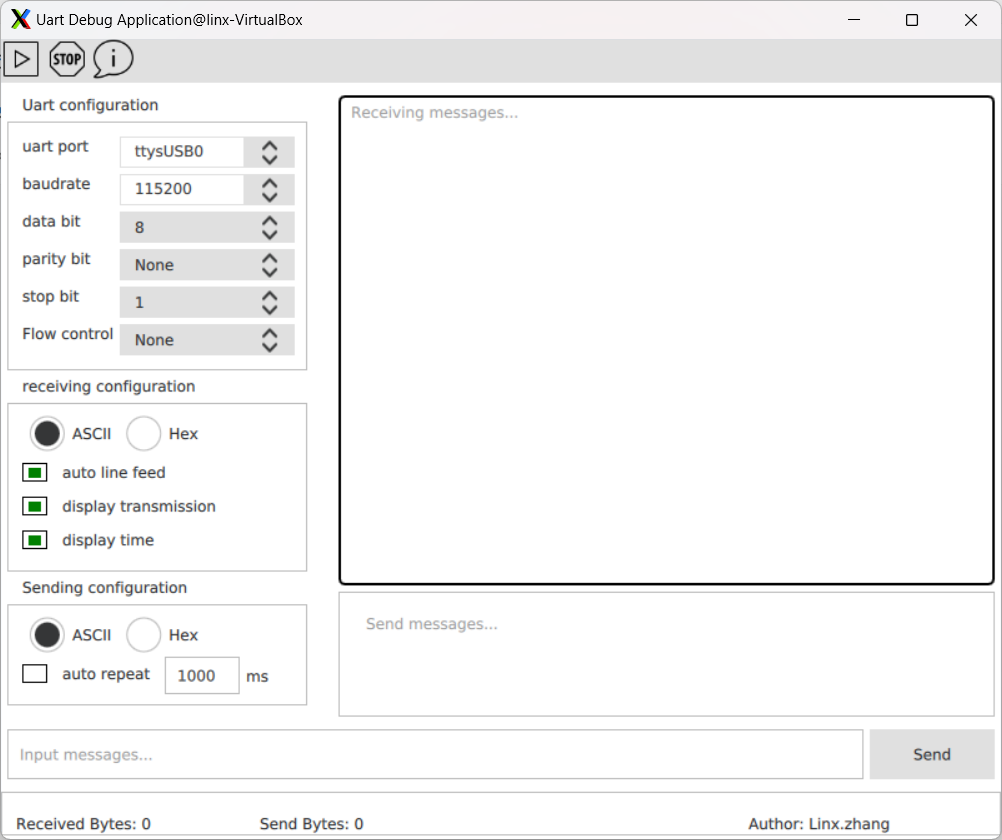 Uart Debug Application@linx-VirtualBox
STOP
i
Uart configuration
uart port ttysUSB0
baudrate 115200
data bit 8
parity bit None
stop bit 1
Flow control None
receiving configuration
ASCII Hex
auto line feed
display transmission
display time
Sending configuration
ASCII Hex
auto repeat 1000 ms
Receiving messages...
Send messages...
Input messages...
Send
Received Bytes: 0 Send Bytes: 0 Author: Linx.zhang